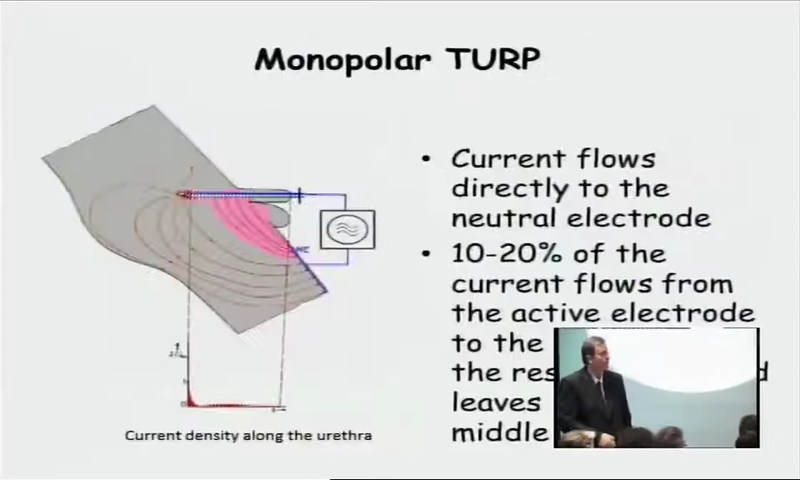 Monopolar TURP
• Current flows
directly to the
neutral electrode
• 10-20% of the
current flows from
the active electrode
to the
the
leaves
middle
NE
Current density along the urethra